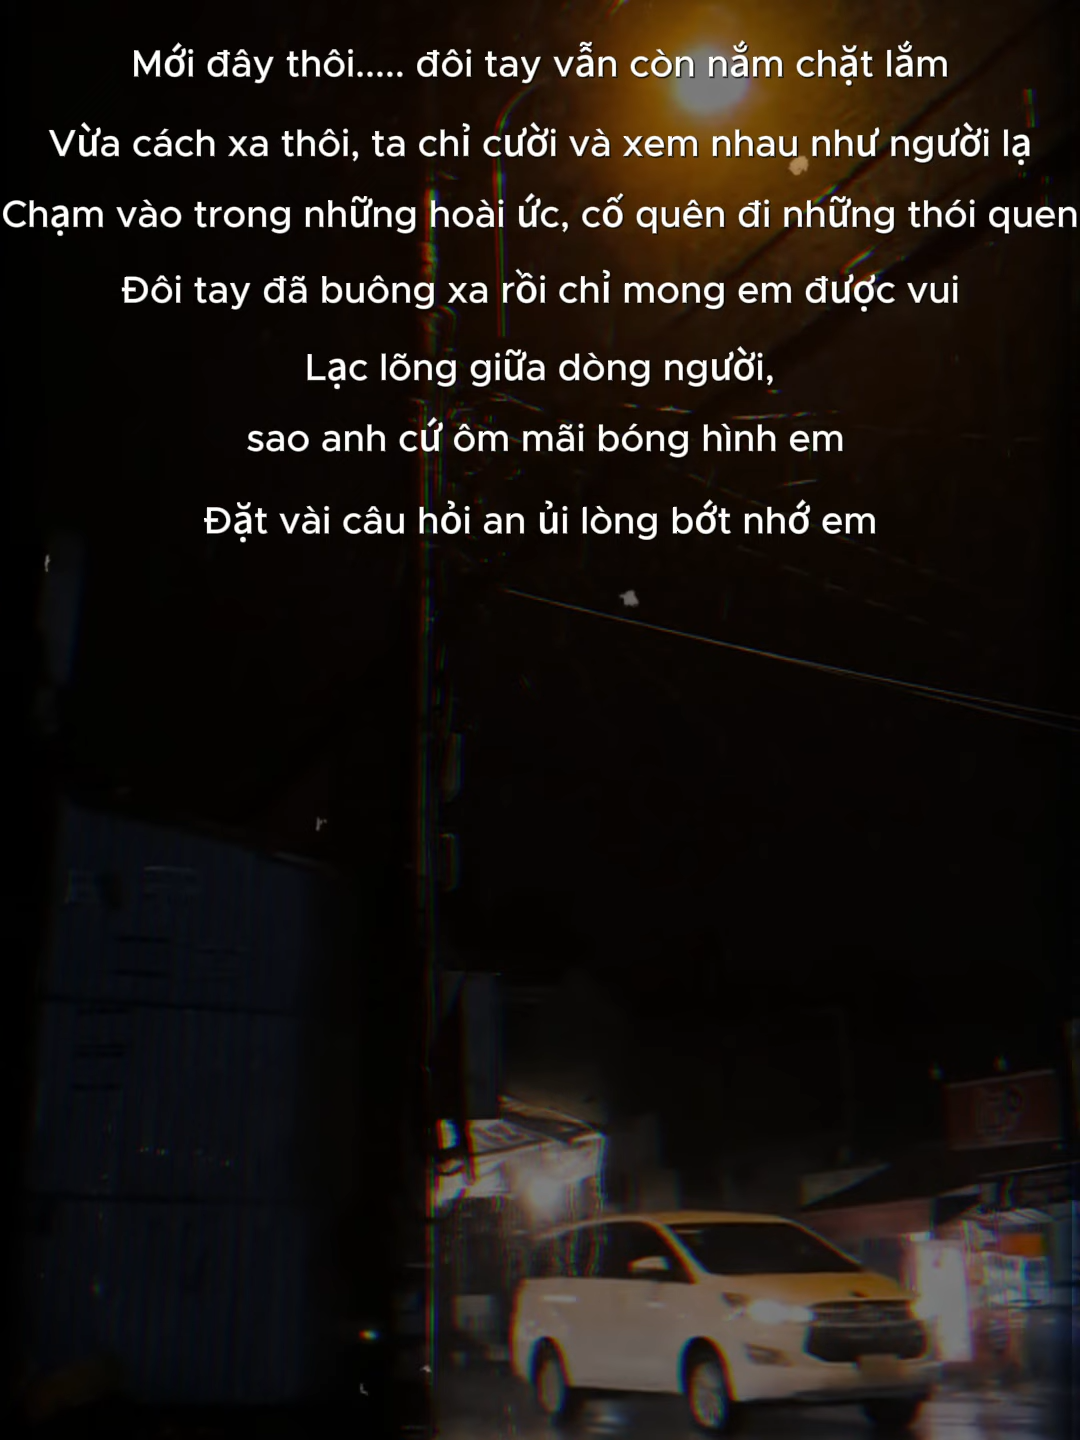 Mới đây thôi..... đôi tay vẫn còn nắm chặt lắm
Vừa cách xa thôi, ta chỉ cười và xem nhau như người lạ
Chạm vào trong những hoài ức, cố quên đi những thói quen
Đôi tay đã buông xa rồi chỉ mong em được vui
Lạc lõng giữa dòng người,
sao anh cứ ôm mãi bóng hình em
Đặt vài câu hỏi an ủi lòng bớt nhớ em